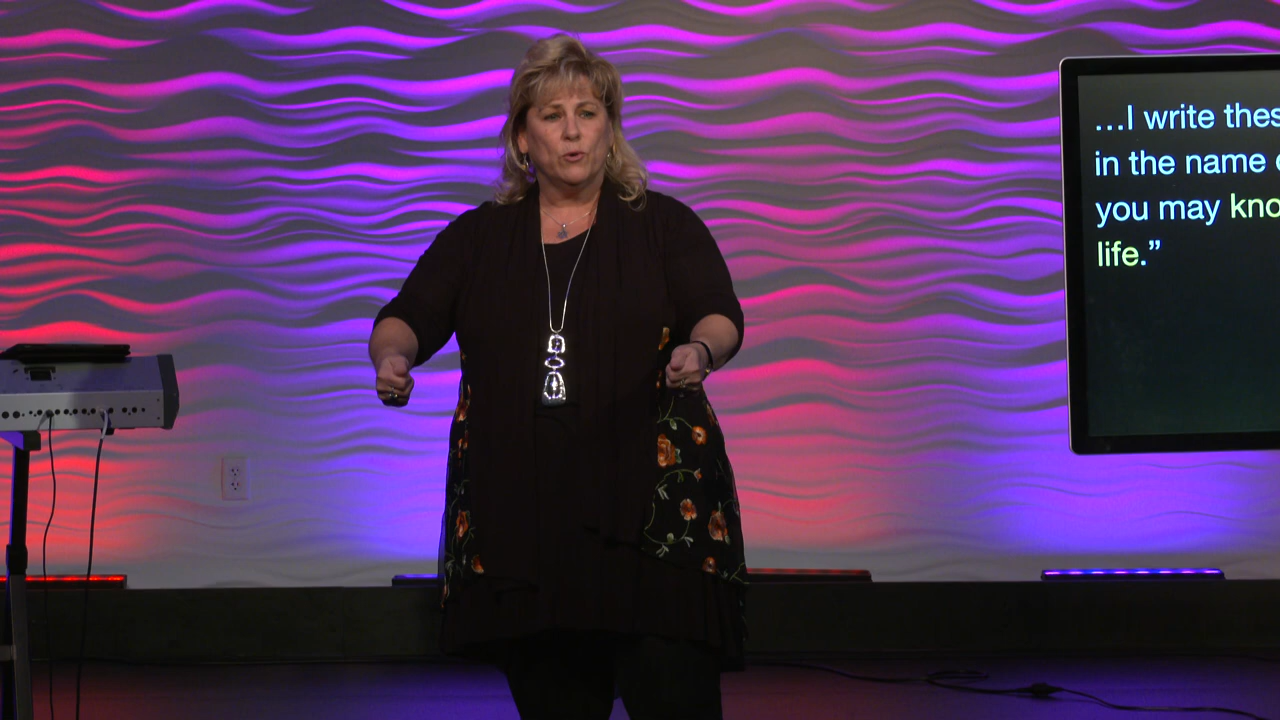 …I write thes
in the name
you may kno
life.”